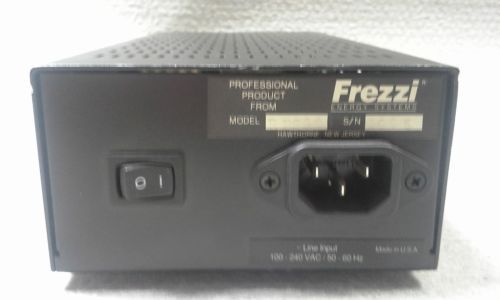 PROFESSIONAL
PRODUCT
FROM
Frezzi®
ENERGY SYSTEMS
MODEL
S/N
HAWTHORNE, NEW JERSEY
0 I
~ Line Input
100 - 240 VAC - 50 - 60 Hz
Made in U.S.A.